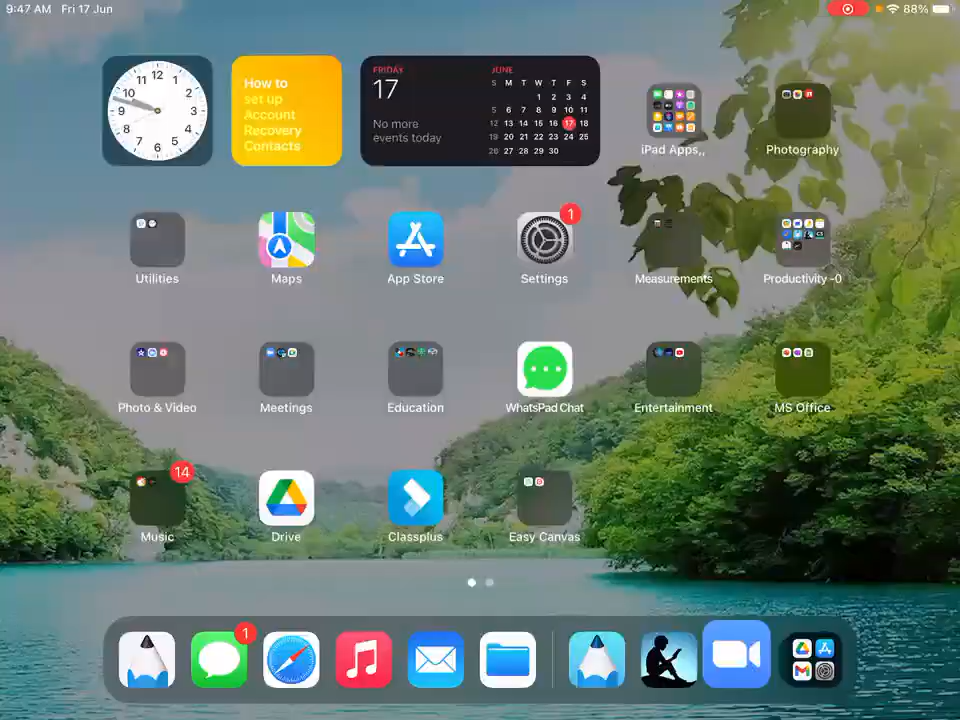 9:47 AM Fri 17 Jun
88%
12
1
2
3
4
5
6
7
8
9
10
11
How to
set up
Account
Recovery
Contacts
FRIDAY
17
No more
events today
JUNE
S M T W T F S
1 2 3 4
5 6 7 8 9 10 11
12 13 14 15 16 17 18
19 20 21 22 23 24 25
26 27 28 29 30
iPad Apps,,
Photography
Utilities
Maps
App Store
1
Settings
Measurements
Productivity -0
Photo & Video
Meetings
Education
WhatsPad Chat
Entertainment
MS Office
14
Music
Drive
Classplus
Easy Canvas
1